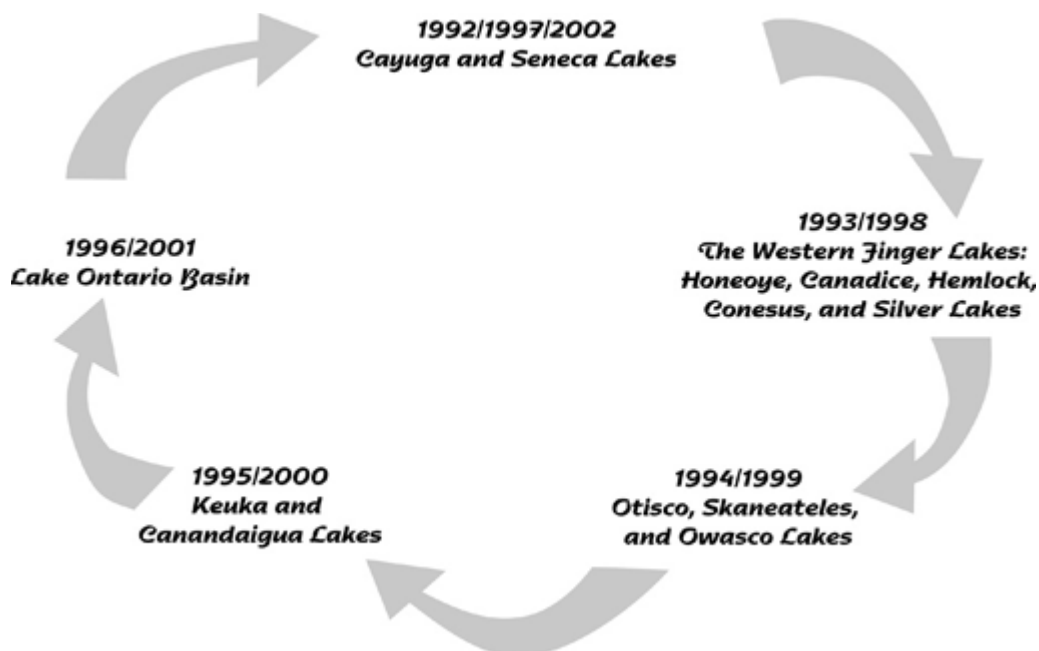 1992/1997/2002
Cayuga and Seneca Lakes
1993/1998
The Western Finger Lakes:
Honeoye, Canadice, Hemlock,
Conesus, and Silver Lakes
1994/1999
Otisco, Skaneateles,
and Owasco Lakes
1995/2000
Keuka and
Canandaigua Lakes
1996/2001
Lake Ontario Basin